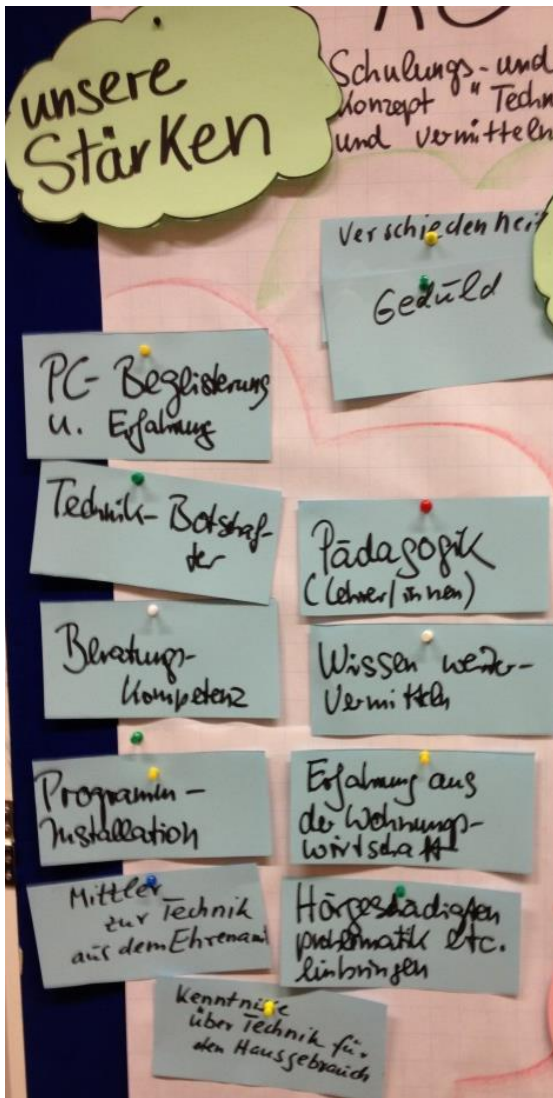 unsere
Stärken
Schulungs- und
Konzept "Techn
und vermitteln
Verschiedenheit
Geduld
PC- Begeisterung
u. Erfahrung
Technik- Botschaf-
ter
Pädagogik
(Lehrer/innen)
Beratungs-
Kompetenz
Wissen weiter-
vermitteln
Programm-
Installation
Erfahrung aus
der Wohnungs-
wirtschaft
Mittler
zur Technik
aus dem Ehrenamt
Hörgeschädigten
problematik etc.
einbringen
Kenntnisse
über Technik für
den Hausgebrauch